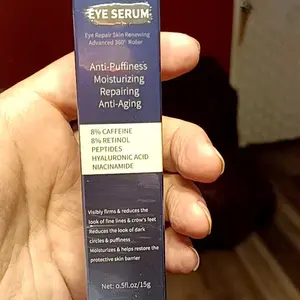 EYE SERUM
Eye Repair Skin Renewing
Advanced 360° Roller
Anti-Puffiness
Moisturizing
Repairing
Anti-Aging
8% CAFFEINE
8% RETINOL
PEPTIDES
HYALURONIC ACID
NIACINAMIDE
Visibly firms & reduces the
look of fine lines & crow's feet
Reduces the look of dark
circles & puffiness
Moisturizes & helps restore the
protective skin barrier
Net: 0.5fl.oz/15g